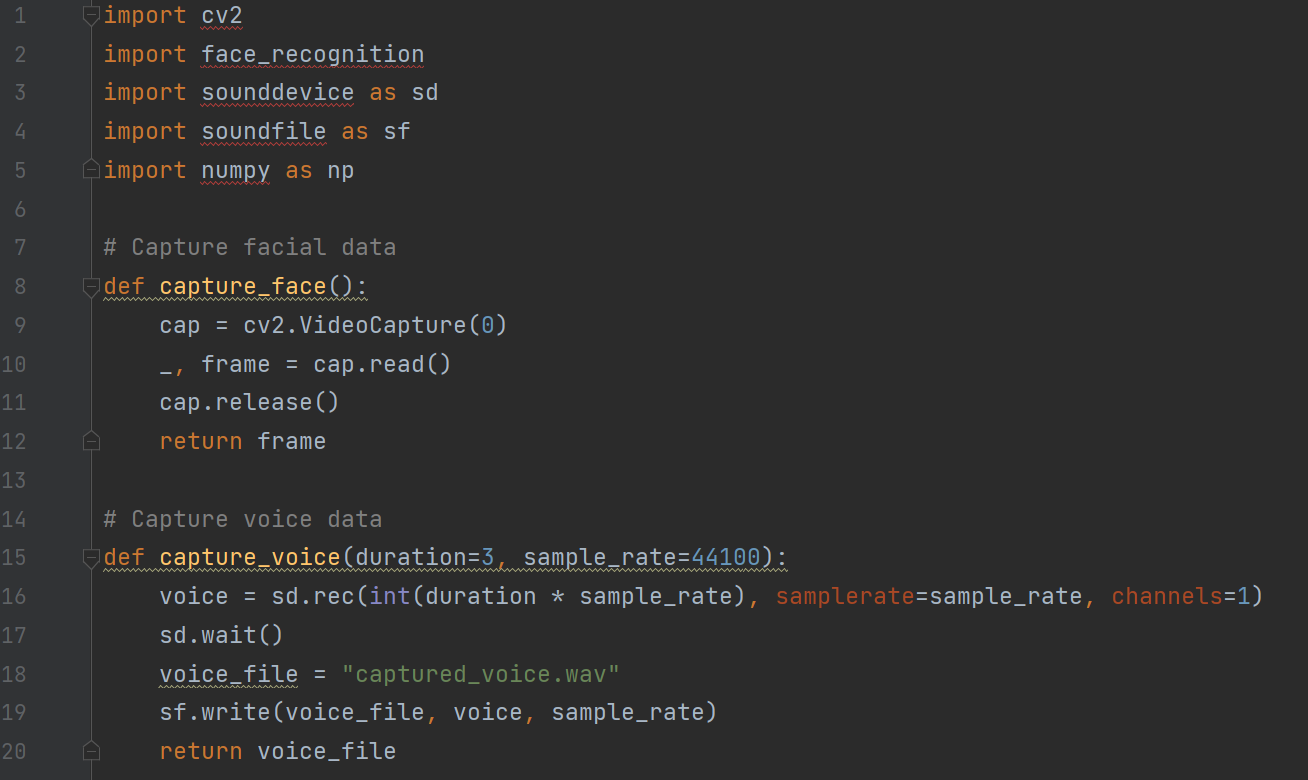 1 import cv2
2 import face_recognition
3 import sounddevice as sd
4 import soundfile as sf
5 import numpy as np
6
7 # Capture facial data
8 def capture_face():
9     cap = cv2.VideoCapture(0)
10     _, frame = cap.read()
11     cap.release()
12     return frame
13
14 # Capture voice data
15 def capture_voice(duration=3, sample_rate=44100):
16     voice = sd.rec(int(duration * sample_rate), samplerate=sample_rate, channels=1)
17     sd.wait()
18     voice_file = "captured_voice.wav"
19     sf.write(voice_file, voice, sample_rate)
20     return voice_file